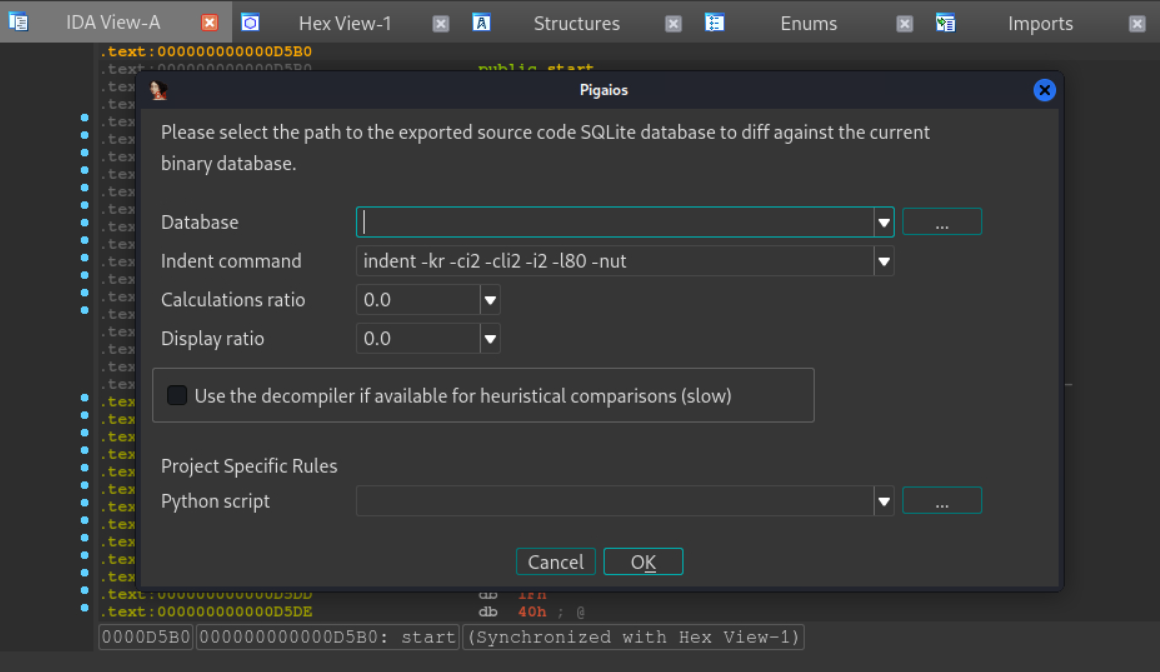 IDA View-A Hex View-1 Structures Enums Imports
.text:000000000000D5B0
.text:000000000000D5B0 public start
Pigaios
Please select the path to the exported source code SQLite database to diff against the current
binary database.
Database ...
Indent command indent -kr -ci2 -cli2 -i2 -l80 -nut
Calculations ratio 0.0
Display ratio 0.0
Use the decompiler if available for heuristical comparisons (slow)
Project Specific Rules
Python script ...
Cancel OK
.text:000000000000D5DD db 1Fh
.text:000000000000D5DE db 40h ; @
0000D5B0 000000000000D5B0: start (Synchronized with Hex View-1)